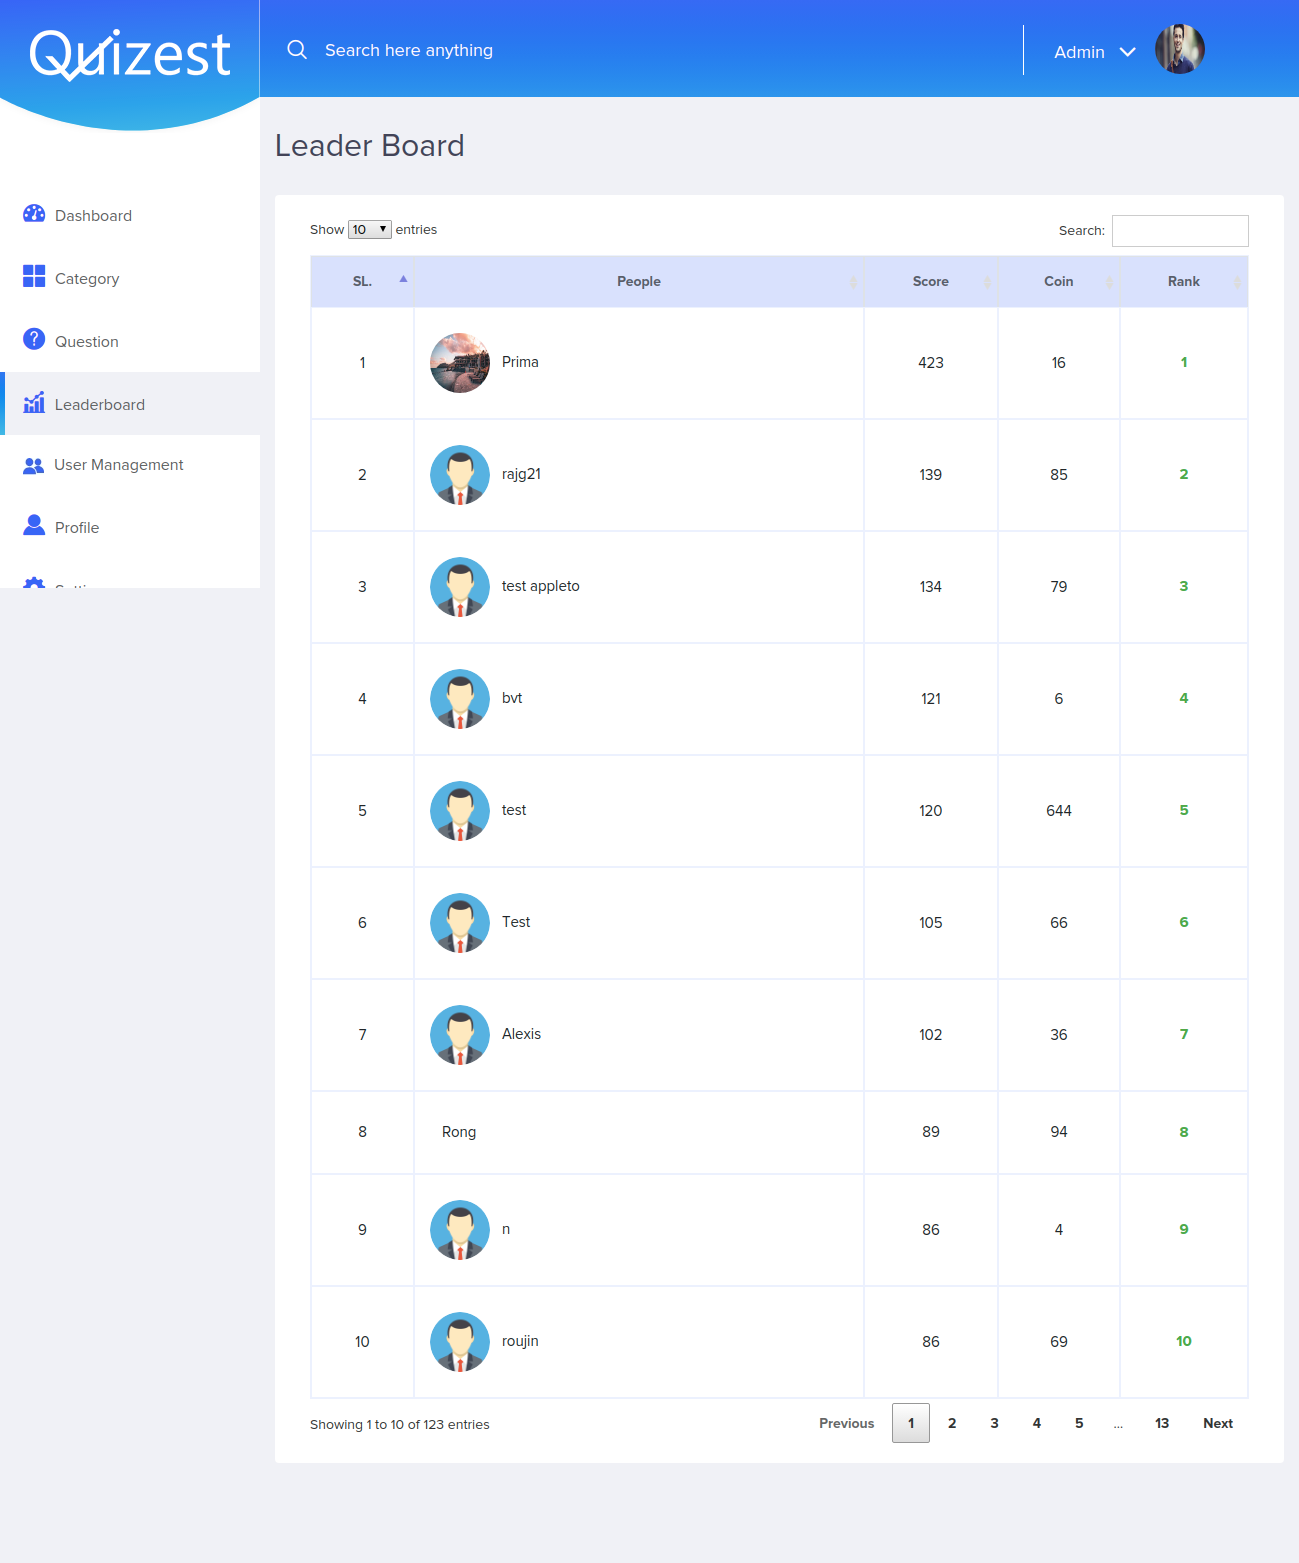 Quizest
Search here anything
Admin
Leader Board
Dashboard
Category
Question
Leaderboard
User Management
Profile
Show 10 entries
Search:
SL. People Score Coin Rank
1 Prima 423 16 1
2 rajg21 139 85 2
3 test appleto 134 79 3
4 bvt 121 6 4
5 test 120 644 5
6 Test 105 66 6
7 Alexis 102 36 7
8 Rong 89 94 8
9 n 86 4 9
10 roujin 86 69 10
Showing 1 to 10 of 123 entries
Previous 1 2 3 4 5 ... 13 Next